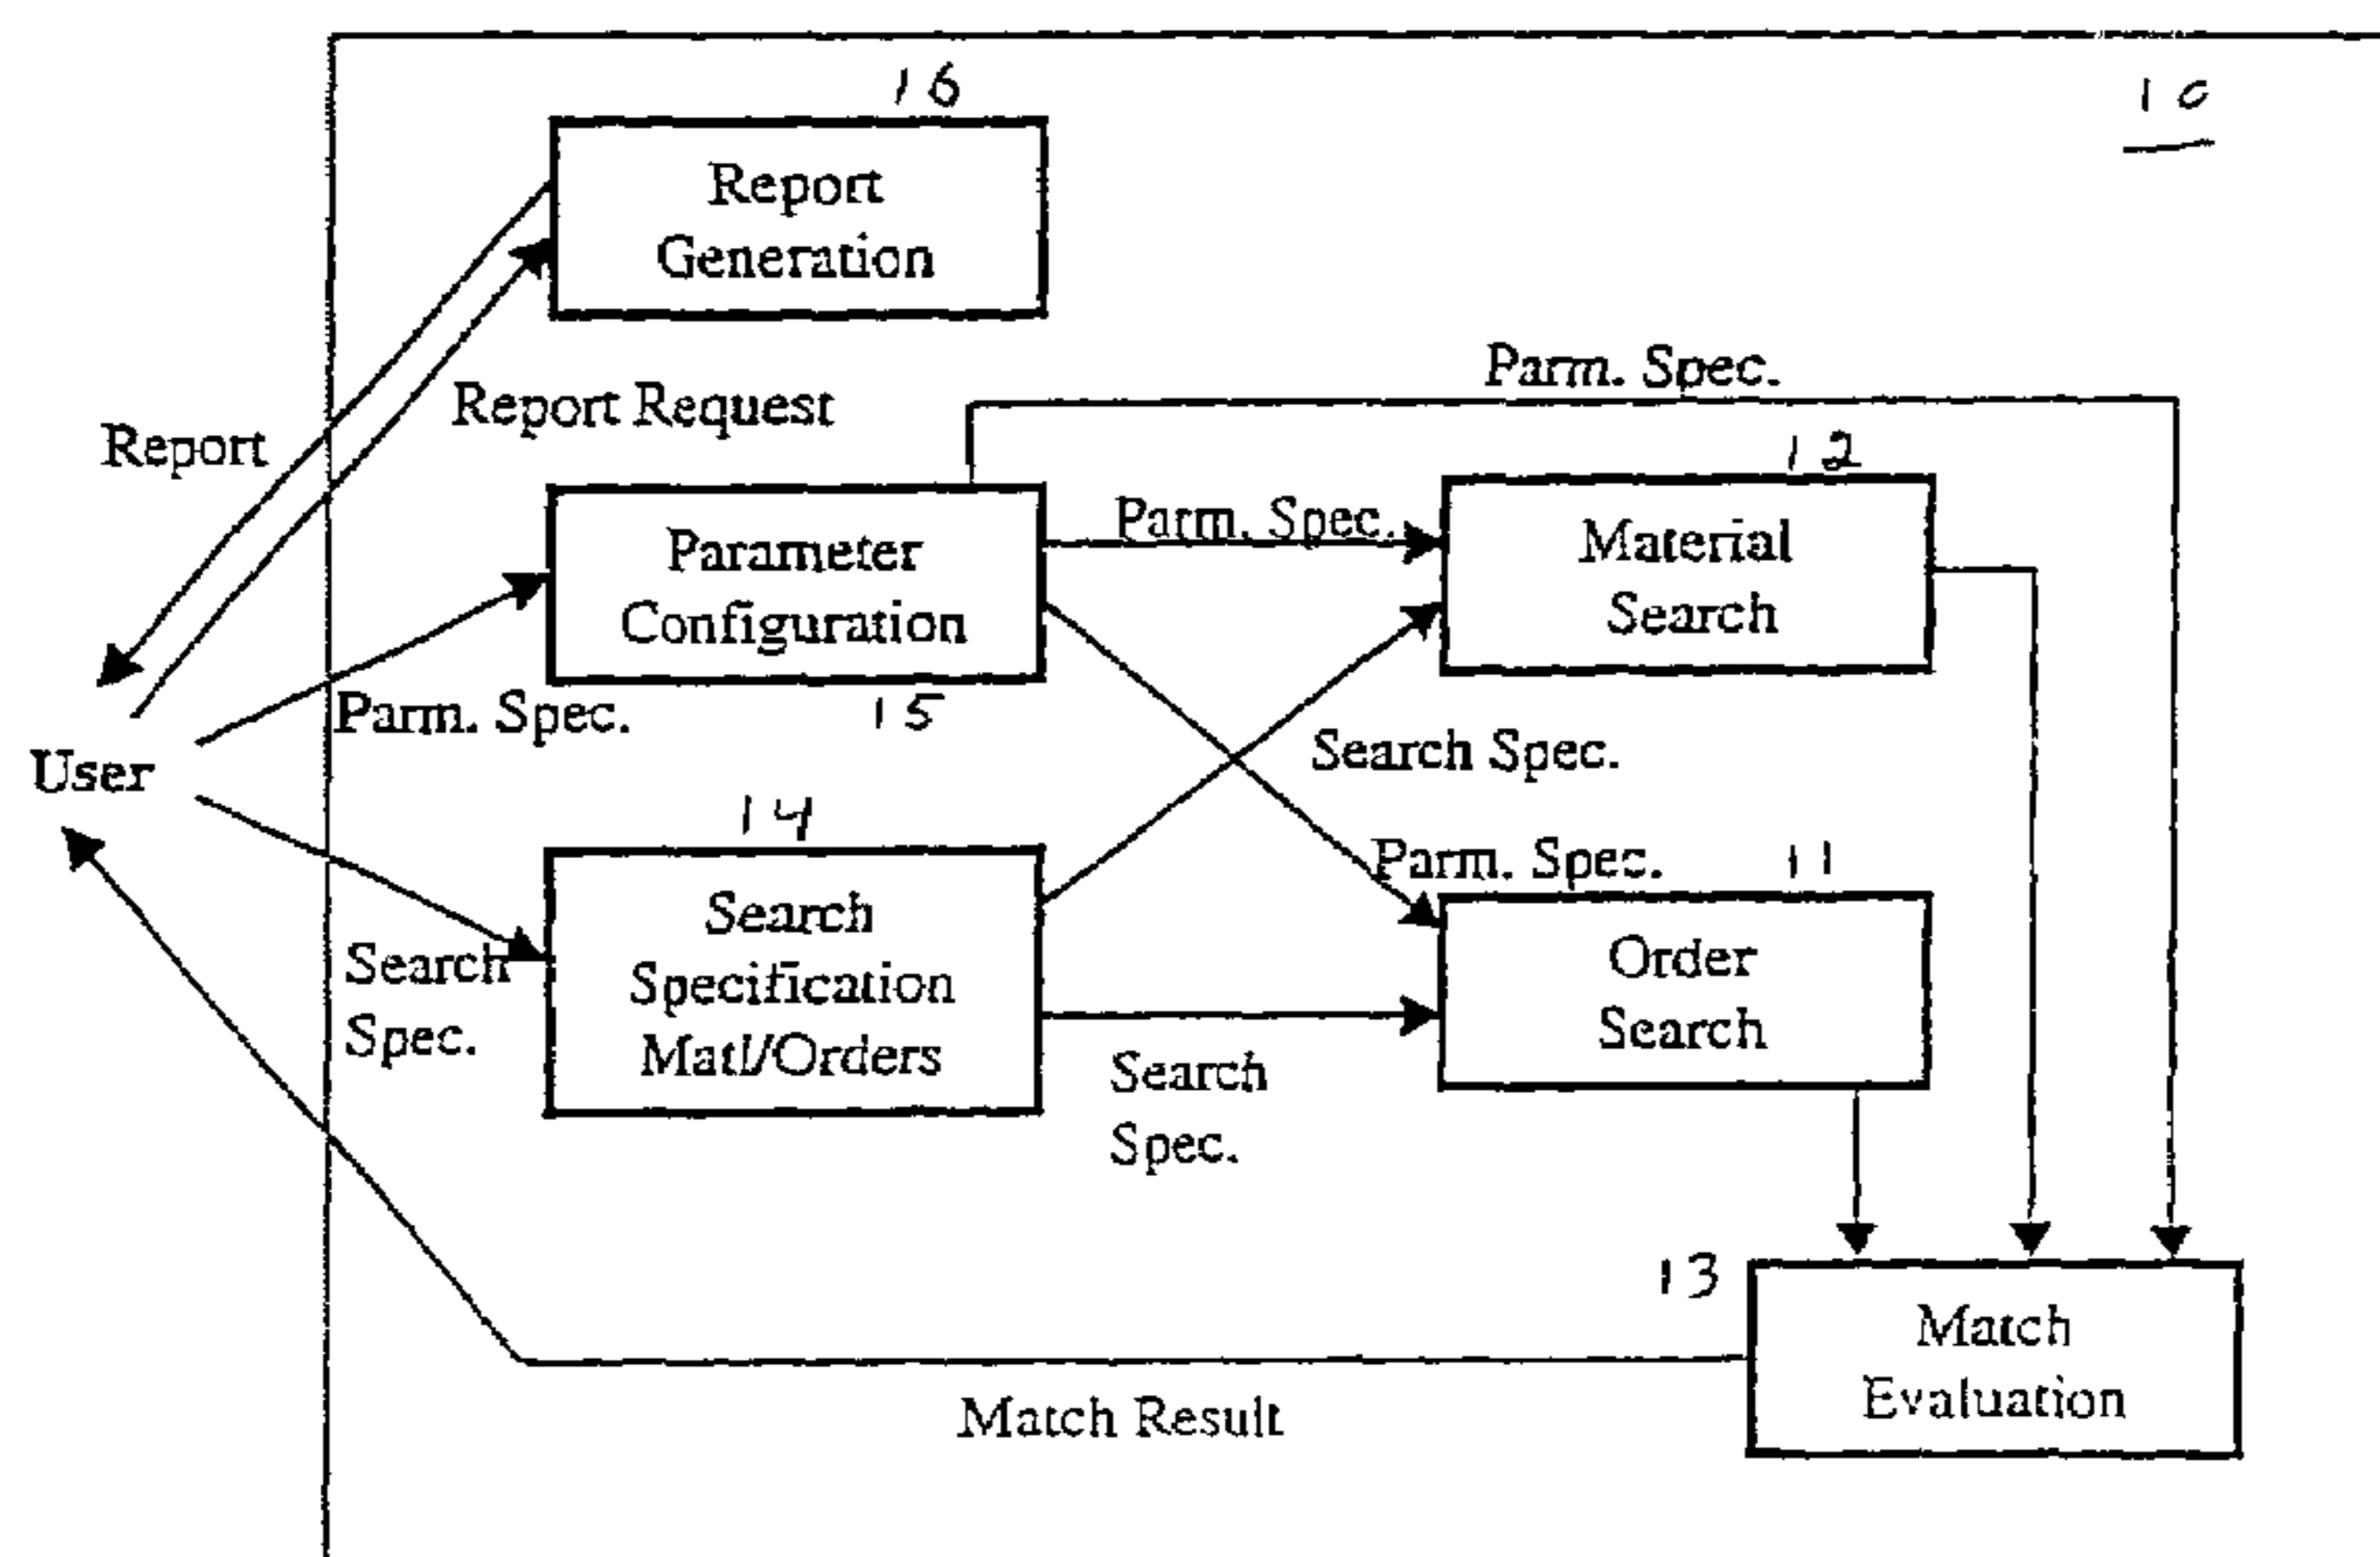 16
10
Report
Generation
Parm. Spec.
Report Request
Report
12
Parm. Spec.
Material
Search
Parameter
Configuration
15
Parm. Spec.
Search Spec.
User
14
Parm. Spec.
11
Search
Specification
Matl/Orders
Search
Spec.
Order
Search
Search
Spec.
13
Match
Evaluation
Match Result